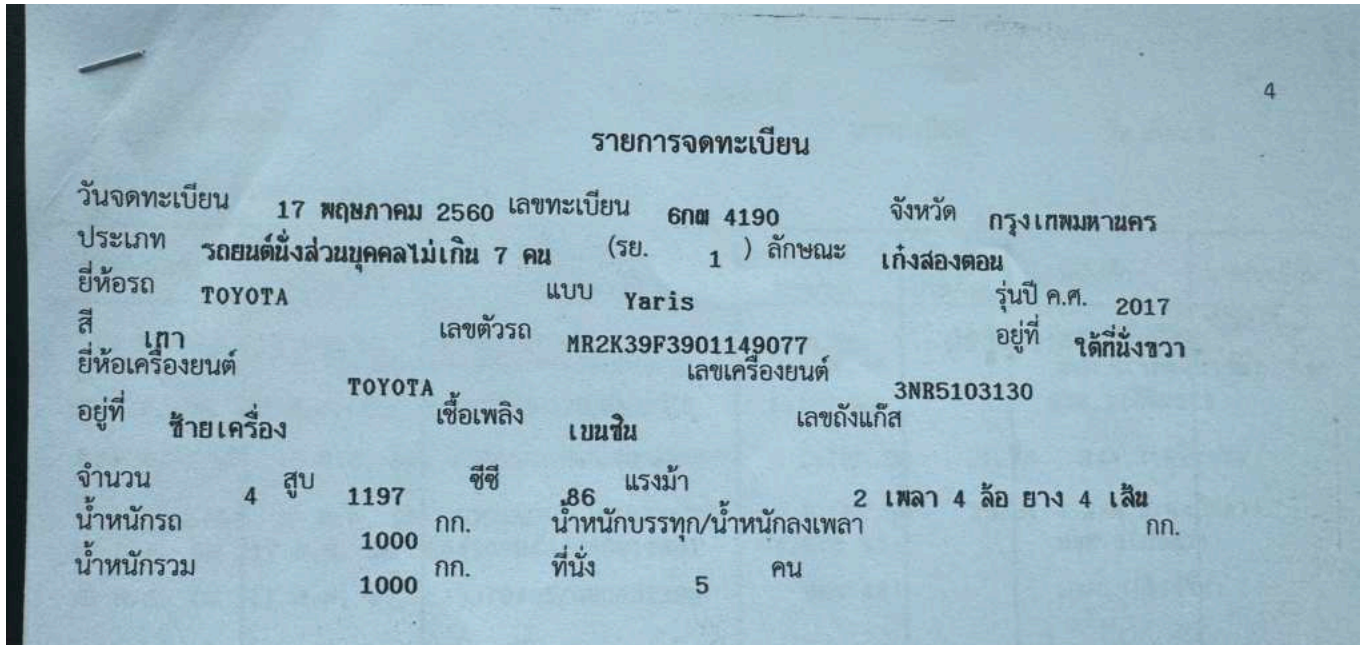 4
รายการจดทะเบียน
วันจดทะเบียน 17 พฤษภาคม 2560 เลขทะเบียน 6กผ 4190 จังหวัด กรุงเทพมหานคร
ประเภท รถยนต์นั่งส่วนบุคคลไม่เกิน 7 คน (รย. 1 ) ลักษณะ เก๋งสองตอน
ยี่ห้อรถ TOYOTA แบบ Yaris รุ่นปี ค.ศ. 2017
สี เทา เลขตัวรถ MR2K39F3901149077 อยู่ที่ ใต้ที่นั่งขวา
ยี่ห้อเครื่องยนต์ TOYOTA เลขเครื่องยนต์ 3NR5103130
อยู่ที่ ซ้ายเครื่อง เชื้อเพลิง เบนซิน เลขถังแก๊ส
จำนวน 4 สูบ 1197 ซีซี 86 แรงม้า 2 เพลา 4 ล้อ ยาง 4 เส้น
น้ำหนักรถ 1000 กก. น้ำหนักบรรทุก/น้ำหนักลงเพลา กก.
น้ำหนักรวม 1000 กก. ที่นั่ง 5 คน